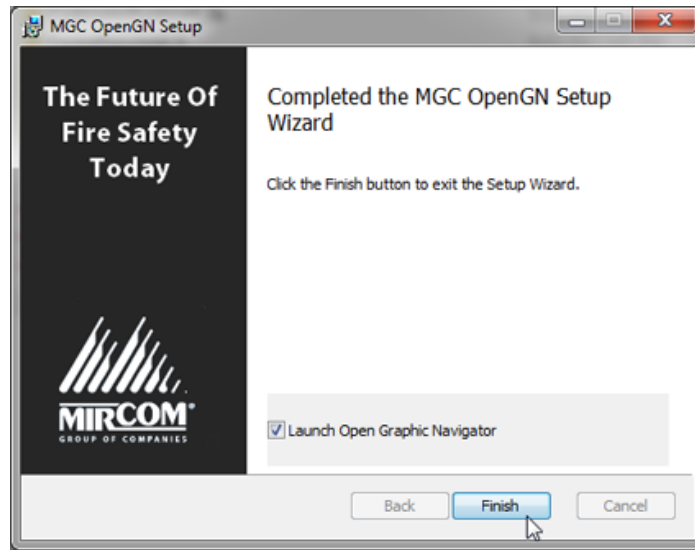 MGC OpenGN Setup
The Future Of
Fire Safety
Today
Completed the MGC OpenGN Setup
Wizard
Click the Finish button to exit the Setup Wizard.
MIRCOM®
GROUP OF COMPANIES
Launch Open Graphic Navigator
Back
Finish
Cancel